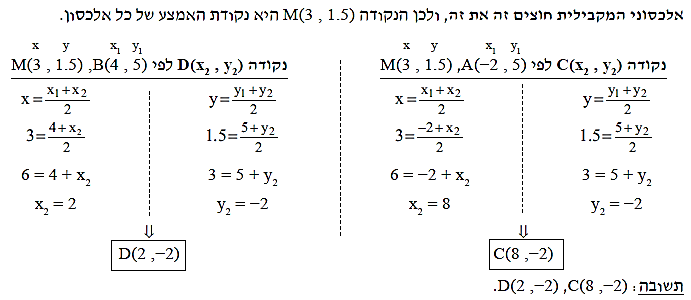 אלכסוני המקבילית חוצים זה את זה, ולכן הנקודה M(3 , 1.5) היא נקודת האמצע של כל אלכסון.
x y x₁ y₁
נקודה C(x₂ , y₂) לפי M(3 , 1.5) ,A(−2 , 5)
x=(x₁+x₂)/2 y=(y₁+y₂)/2
3=(−2+x₂)/2 1.5=(5+y₂)/2
6 = −2 + x₂ 3 = 5 + y₂
x₂ = 8 y₂ = −2
⇓
C(8 ,−2)
x y x₁ y₁
נקודה D(x₂ , y₂) לפי M(3 , 1.5) ,B(4 , 5)
x=(x₁+x₂)/2 y=(y₁+y₂)/2
3=(4+x₂)/2 1.5=(5+y₂)/2
6 = 4 + x₂ 3 = 5 + y₂
x₂ = 2 y₂ = −2
⇓
D(2 ,−2)
תשובה: D(2 ,−2) ,C(8 ,−2).